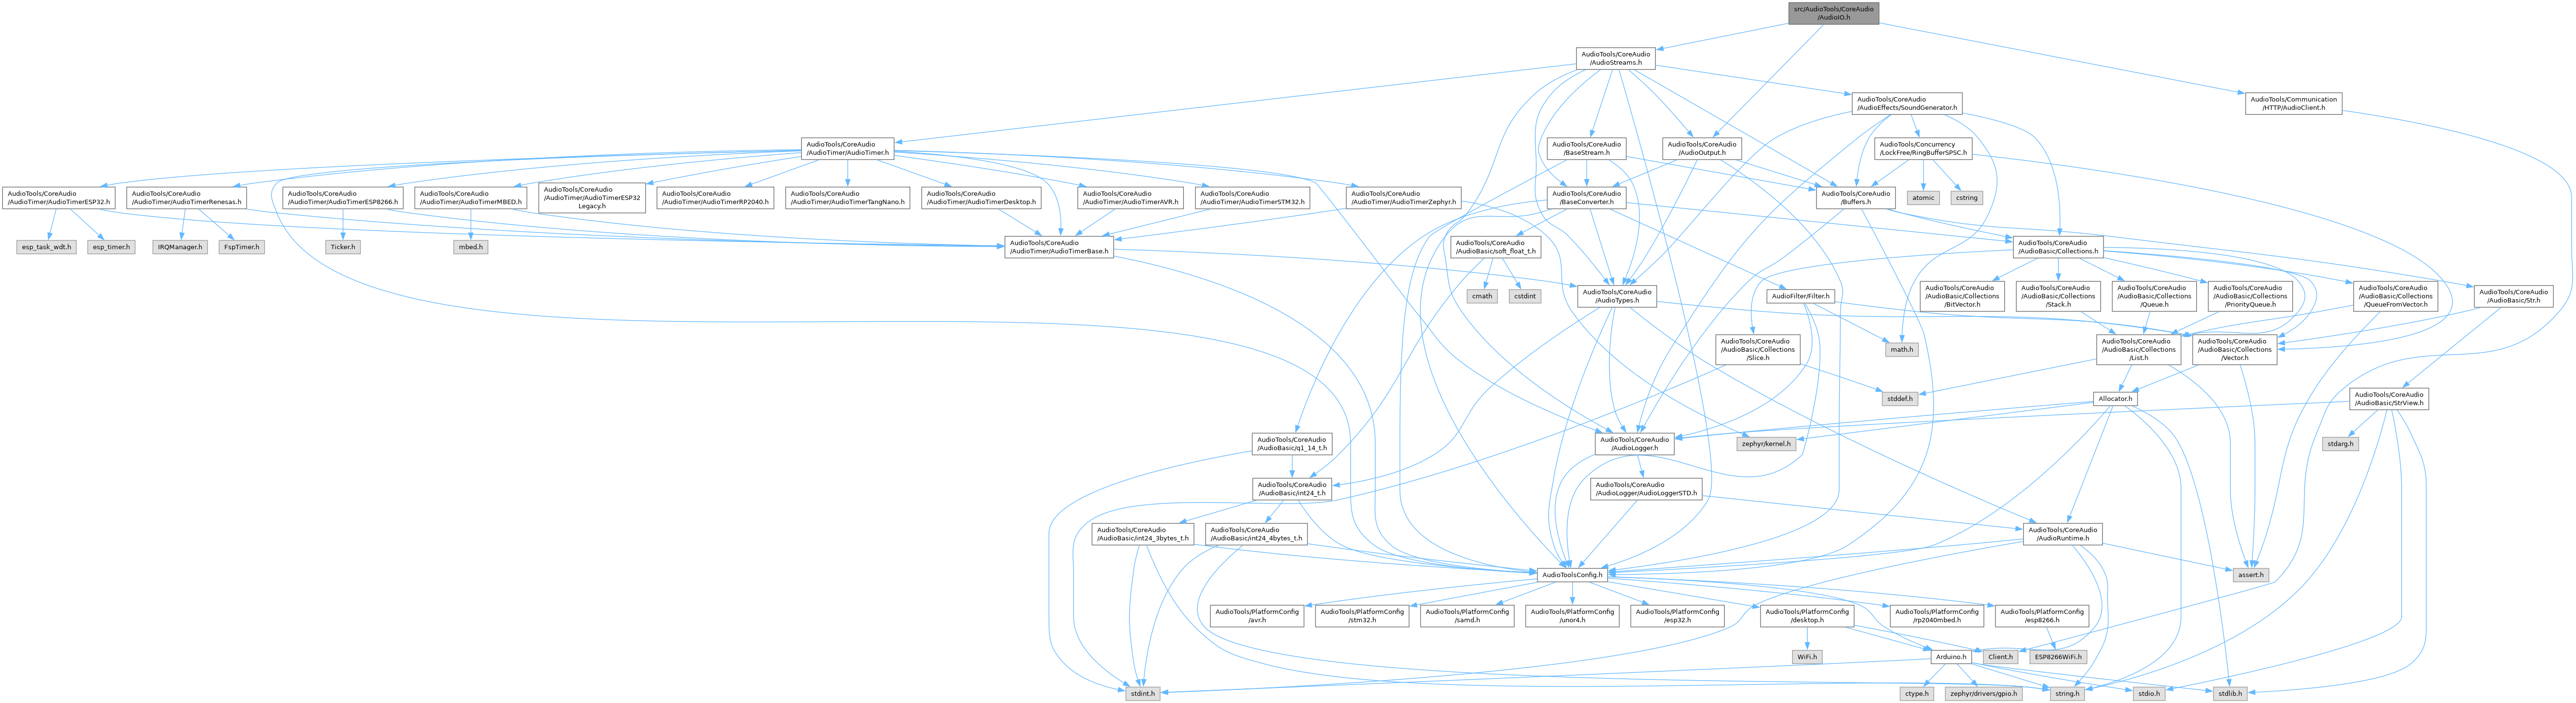 src/AudioTools/CoreAudio
/AudioIO.h
AudioTools/CoreAudio
/AudioStreams.h
AudioTools/CoreAudio
/AudioEffects/SoundGenerator.h
AudioTools/Communication
/HTTP/AudioClient.h
AudioTools/CoreAudio
/AudioTimer/AudioTimer.h
AudioTools/CoreAudio
/BaseStream.h
AudioTools/CoreAudio
/AudioOutput.h
AudioTools/Concurrency
/LockFree/RingBufferSPSC.h
AudioTools/CoreAudio
/AudioTimer/AudioTimerESP32.h
AudioTools/CoreAudio
/AudioTimer/AudioTimerRenesas.h
AudioTools/CoreAudio
/AudioTimer/AudioTimerESP8266.h
AudioTools/CoreAudio
/AudioTimer/AudioTimerMBED.h
AudioTools/CoreAudio
/AudioTimer/AudioTimerESP32
Legacy.h
AudioTools/CoreAudio
/AudioTimer/AudioTimerRP2040.h
AudioTools/CoreAudio
/AudioTimer/AudioTimerTangNano.h
AudioTools/CoreAudio
/AudioTimer/AudioTimerDesktop.h
AudioTools/CoreAudio
/AudioTimer/AudioTimerAVR.h
AudioTools/CoreAudio
/AudioTimer/AudioTimerSTM32.h
AudioTools/CoreAudio
/AudioTimer/AudioTimerZephyr.h
AudioTools/CoreAudio
/BaseConverter.h
AudioTools/CoreAudio
/Buffers.h
atomic
cstring
esp_task_wdt.h
esp_timer.h
IRQManager.h
FspTimer.h
Ticker.h
mbed.h
AudioTools/CoreAudio
/AudioTimer/AudioTimerBase.h
AudioTools/CoreAudio
/AudioBasic/soft_float_t.h
AudioTools/CoreAudio
/AudioBasic/Collections.h
cmath
cstdint
AudioTools/CoreAudio
/AudioTypes.h
AudioFilter/Filter.h
AudioTools/CoreAudio
/AudioBasic/Collections
/BitVector.h
AudioTools/CoreAudio
/AudioBasic/Collections
/Stack.h
AudioTools/CoreAudio
/AudioBasic/Collections
/Queue.h
AudioTools/CoreAudio
/AudioBasic/Collections
/PriorityQueue.h
AudioTools/CoreAudio
/AudioBasic/Collections
/QueueFromVector.h
AudioTools/CoreAudio
/AudioBasic/Str.h
AudioTools/CoreAudio
/AudioBasic/Collections
/Slice.h
math.h
AudioTools/CoreAudio
/AudioBasic/Collections
/List.h
AudioTools/CoreAudio
/AudioBasic/Collections
/Vector.h
stddef.h
Allocator.h
AudioTools/CoreAudio
/AudioBasic/StrView.h
AudioTools/CoreAudio
/AudioBasic/q1_14_t.h
AudioTools/CoreAudio
/AudioLogger.h
zephyr/kernel.h
stdarg.h
AudioTools/CoreAudio
/AudioBasic/int24_t.h
AudioTools/CoreAudio
/AudioLogger/AudioLoggerSTD.h
AudioTools/CoreAudio
/AudioBasic/int24_3bytes_t.h
AudioTools/CoreAudio
/AudioBasic/int24_4bytes_t.h
AudioTools/CoreAudio
/AudioRuntime.h
AudioToolsConfig.h
assert.h
AudioTools/PlatformConfig
/avr.h
AudioTools/PlatformConfig
/stm32.h
AudioTools/PlatformConfig
/samd.h
AudioTools/PlatformConfig
/unor4.h
AudioTools/PlatformConfig
/esp32.h
AudioTools/PlatformConfig
/desktop.h
AudioTools/PlatformConfig
/rp2040mbed.h
AudioTools/PlatformConfig
/esp8266.h
WiFi.h
Arduino.h
Client.h
ESP8266WiFi.h
stdint.h
ctype.h
zephyr/drivers/gpio.h
string.h
stdio.h
stdlib.h